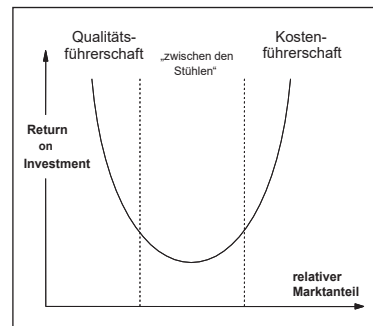 Qualitäts-
führerschaft
„zwischen den
Stühlen“
Kosten-
führerschaft
Return
on
Investment
relativer
Marktanteil